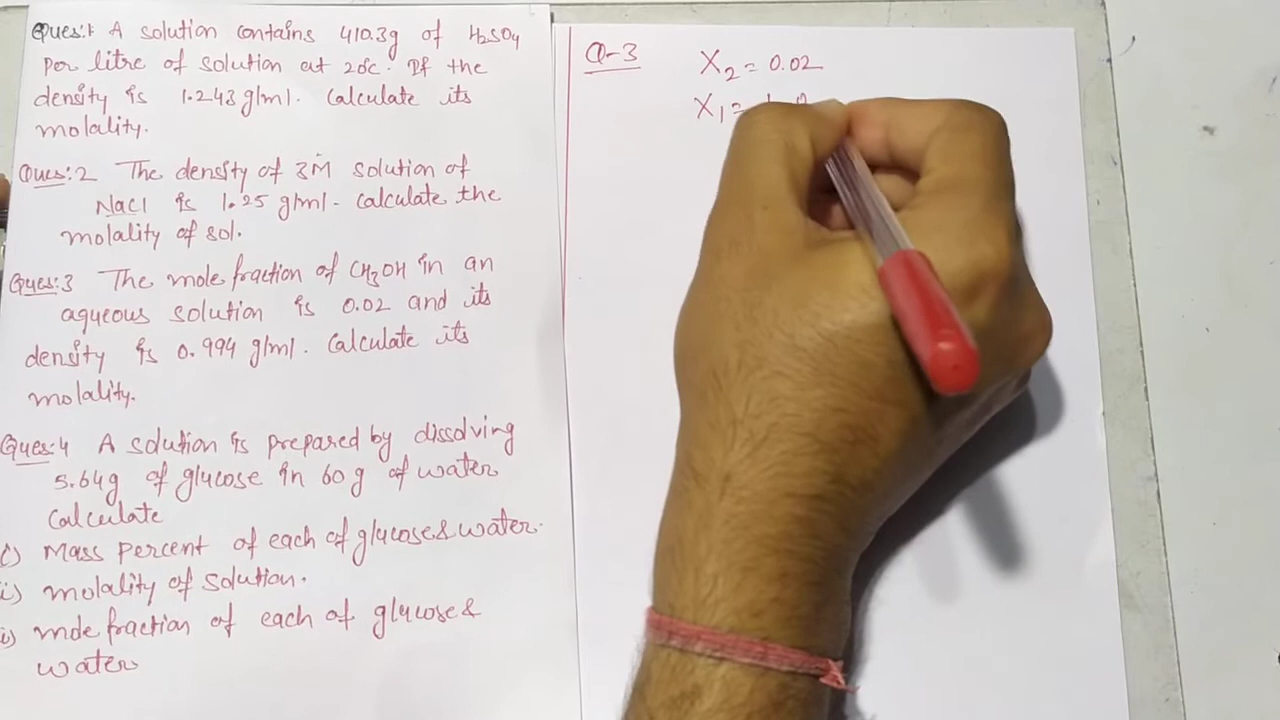 Ques:1 A solution contains 410.3g of H₂SO₄
per litre of solution at 20°c. If the
density is 1.243 g/ml. Calculate its
molality.
Ques:2 The density of 3M solution of
NaCl is 1.25 g/ml. Calculate the
molality of sol.
Ques:3 The mole fraction of CH₃OH in an
aqueous solution is 0.02 and its
density is 0.994 g/ml. Calculate its
molality.
Ques:4 A solution is prepared by dissolving
5.64g of glucose in 60 g of water
Calculate
i) Mass percent of each of glucose & water.
ii) molality of solution.
iii) mole fraction of each of glucose &
water
Q-3
X₂ = 0.02
X₁ =